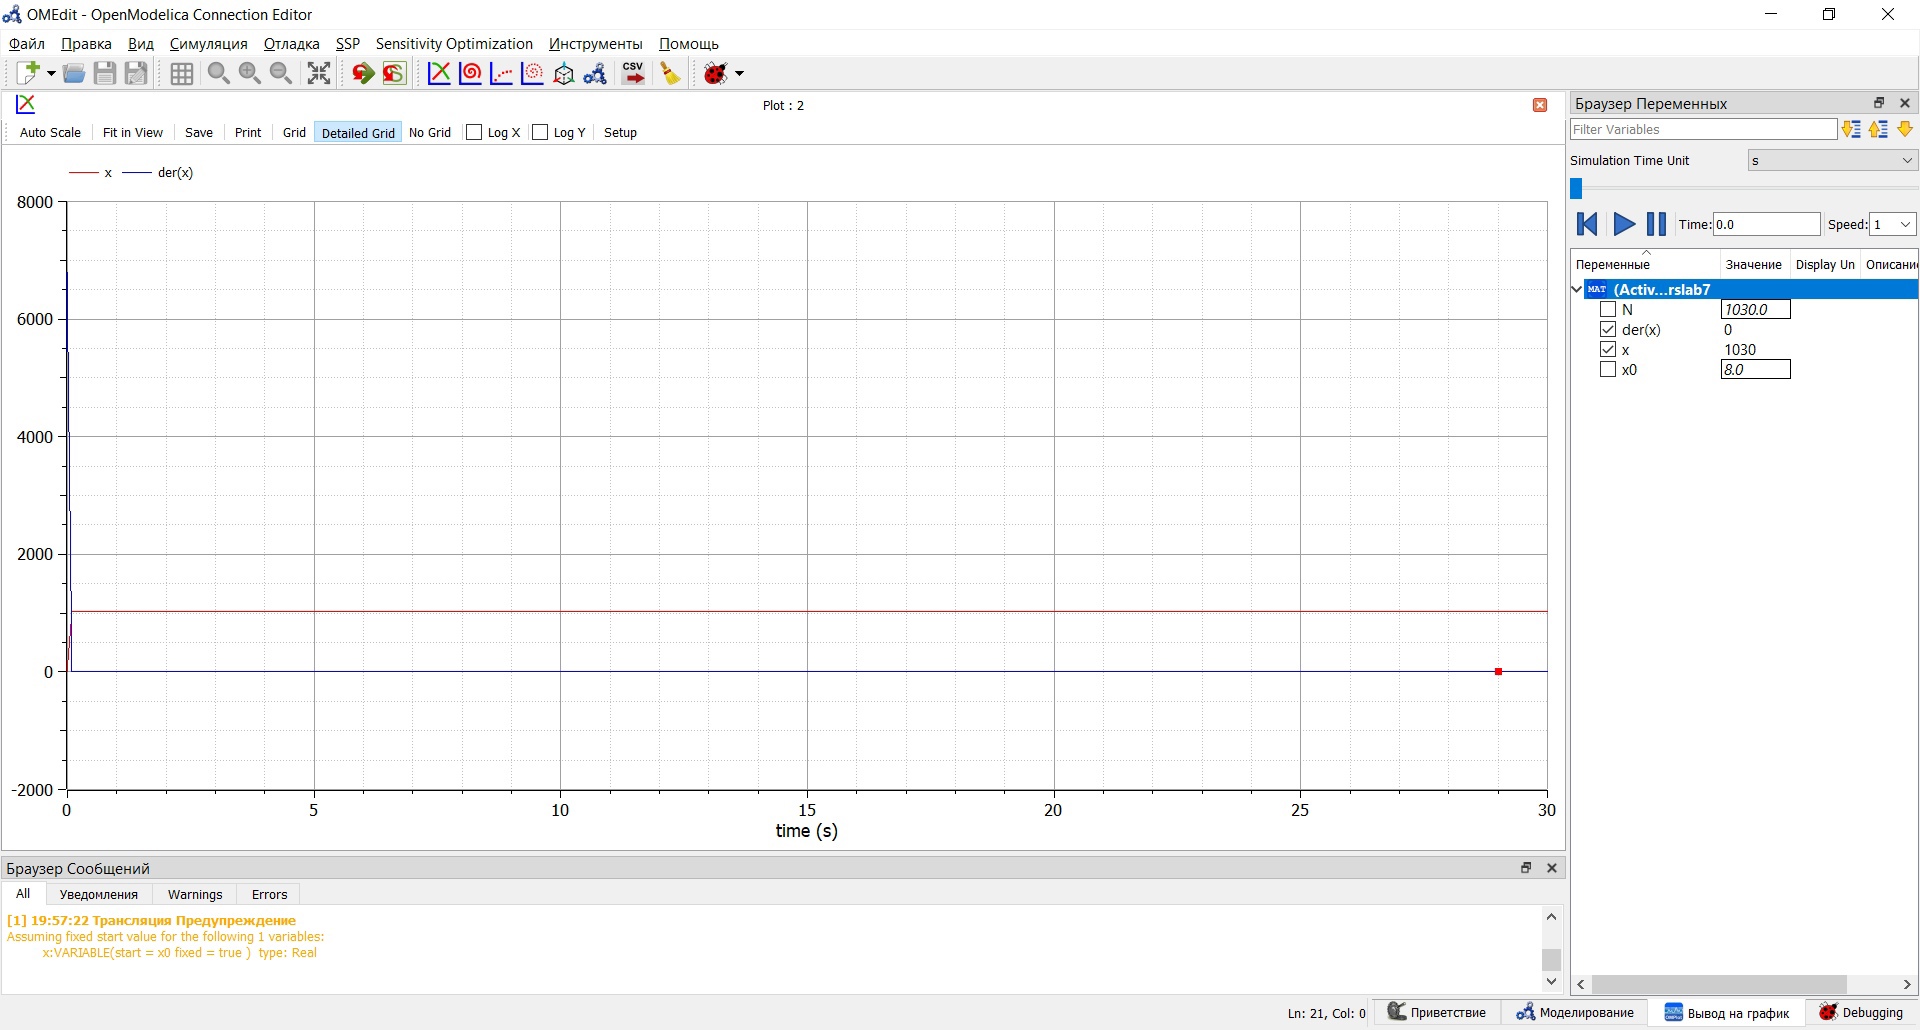 OMEdit - OpenModelica Connection Editor
Файл Правка Вид Симуляция Отладка SSP Sensitivity Optimization Инструменты Помощь
CSV
Plot : 2
Auto Scale Fit in View Save Print Grid Detailed Grid No Grid Log X Log Y Setup
x der(x)
8000
6000
4000
2000
0
-2000
0 5 10 15 20 25 30
time (s)
Браузер Переменных
Filter Variables
Simulation Time Unit s
Time: 0.0 Speed: 1
Переменные Значение Display Un Описание
MAT (Activ...rslab7
N 1030.0
der(x) 0
x 1030
x0 8.0
Браузер Сообщений
All Уведомления Warnings Errors
[1] 19:57:22 Трансляция Предупреждение
Assuming fixed start value for the following 1 variables:
x:VARIABLE(start = x0 fixed = true ) type: Real
Ln: 21, Col: 0 Приветствие Моделирование Вывод на график Debugging